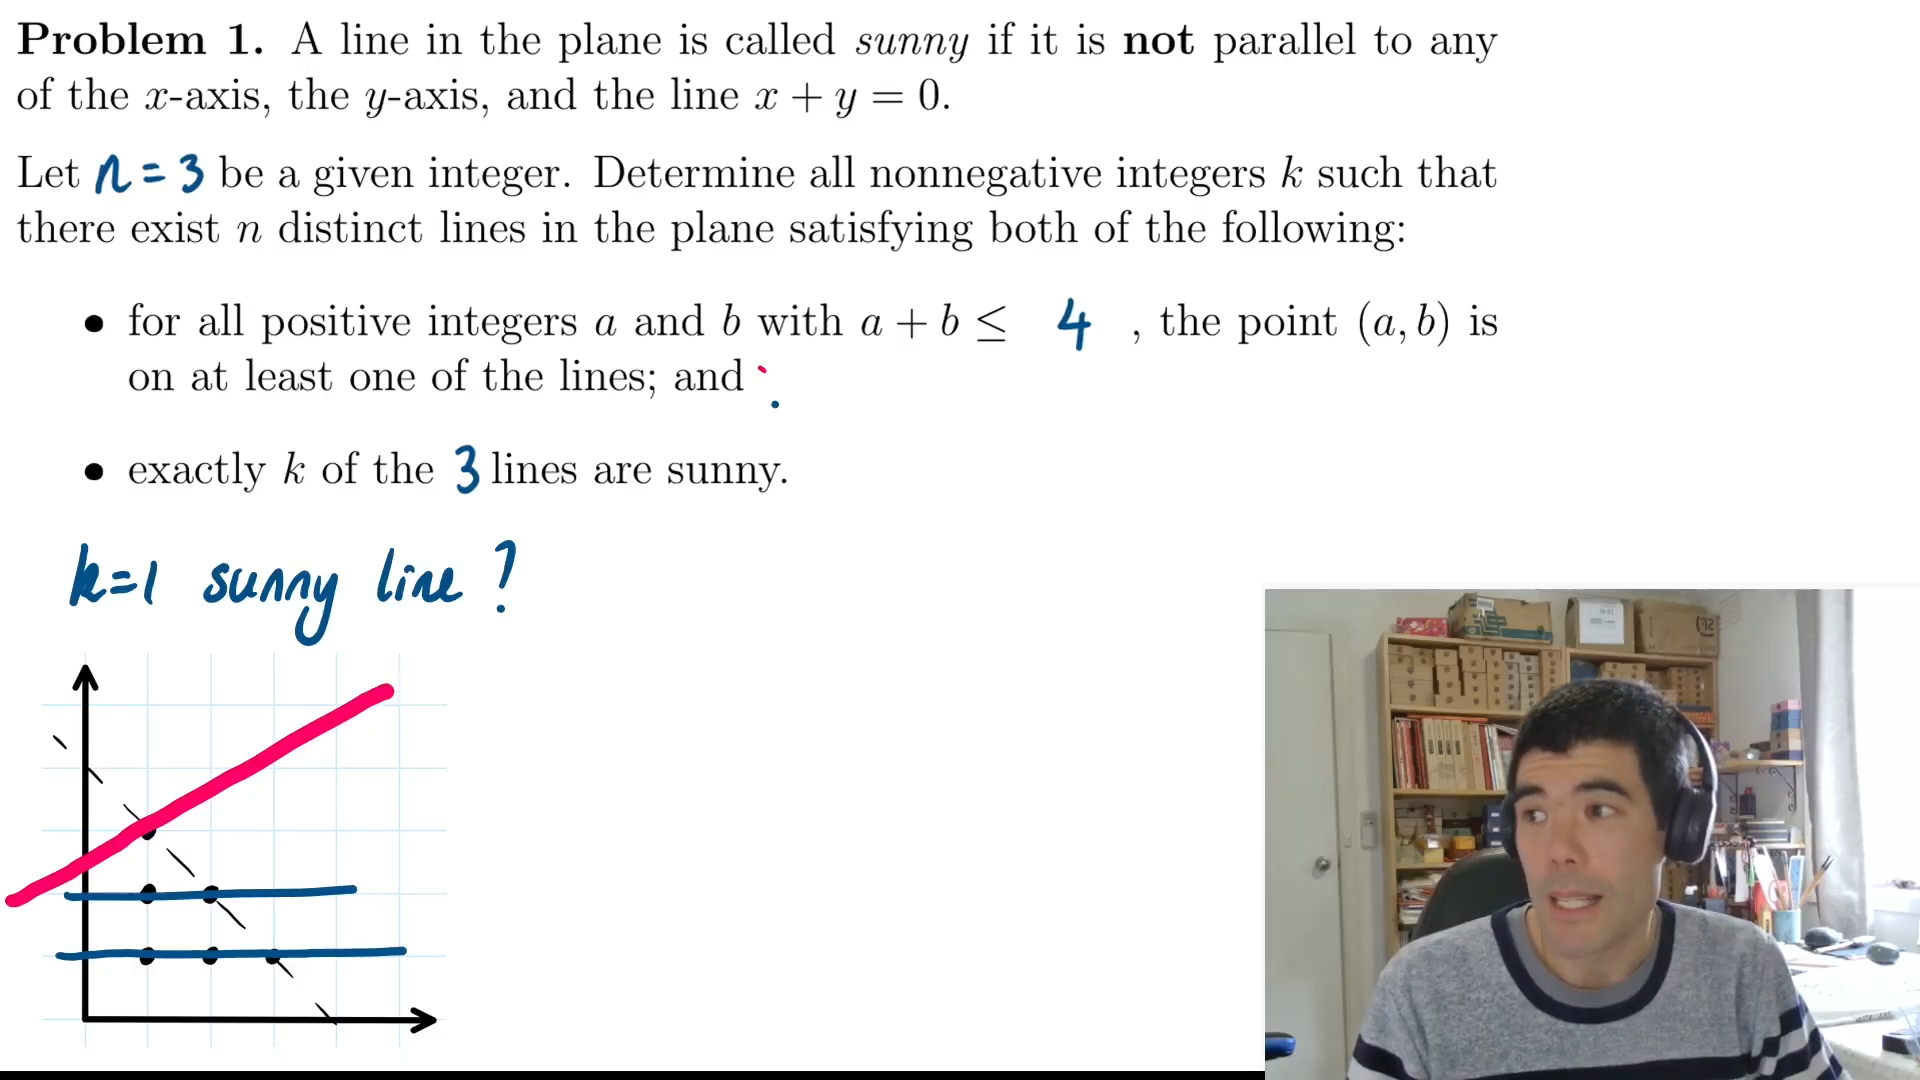 Problem 1. A line in the plane is called sunny if it is not parallel to any
of the x-axis, the y-axis, and the line x + y = 0.
Let n = 3 be a given integer. Determine all nonnegative integers k such that
there exist n distinct lines in the plane satisfying both of the following:
• for all positive integers a and b with a + b ≤ 4 , the point (a, b) is
on at least one of the lines; and
• exactly k of the 3 lines are sunny.
k=1 sunny line ?